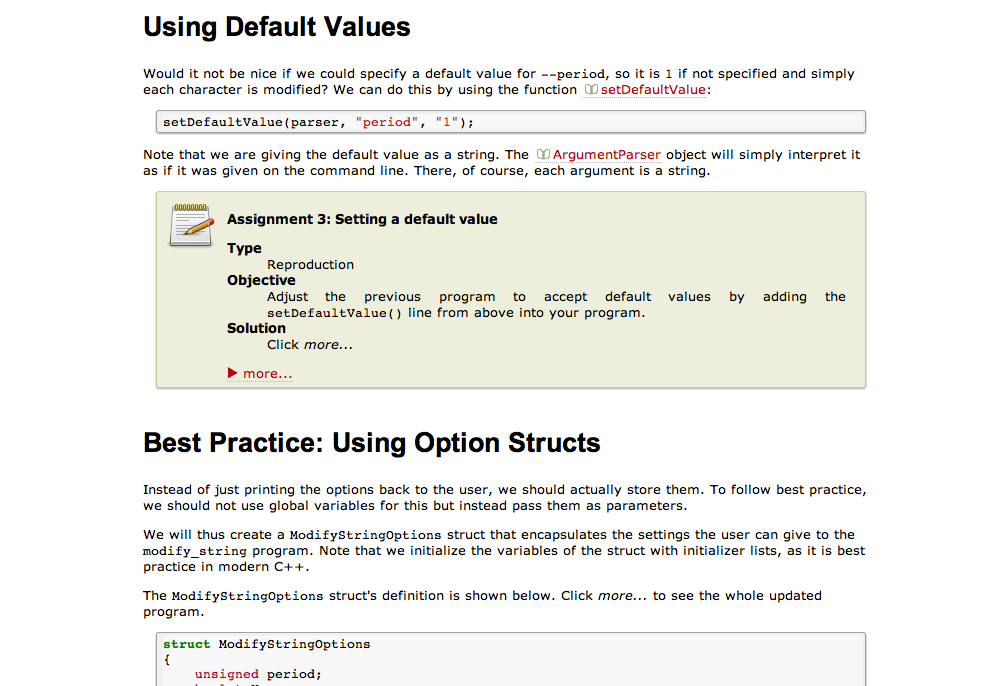 Using Default Values
Would it not be nice if we could specify a default value for --period, so it is 1 if not specified and simply
each character is modified? We can do this by using the function setDefaultValue:
setDefaultValue(parser, "period", "1");
Note that we are giving the default value as a string. The ArgumentParser object will simply interpret it
as if it was given on the command line. There, of course, each argument is a string.
Assignment 3: Setting a default value
Type
Reproduction
Objective
Adjust the previous program to accept default values by adding the
setDefaultValue() line from above into your program.
Solution
Click more...
more...
Best Practice: Using Option Structs
Instead of just printing the options back to the user, we should actually store them. To follow best practice,
we should not use global variables for this but instead pass them as parameters.
We will thus create a ModifyStringOptions struct that encapsulates the settings the user can give to the
modify_string program. Note that we initialize the variables of the struct with initializer lists, as it is best
practice in modern C++.
The ModifyStringOptions struct's definition is shown below. Click more... to see the whole updated
program.
struct ModifyStringOptions
{
unsigned period;